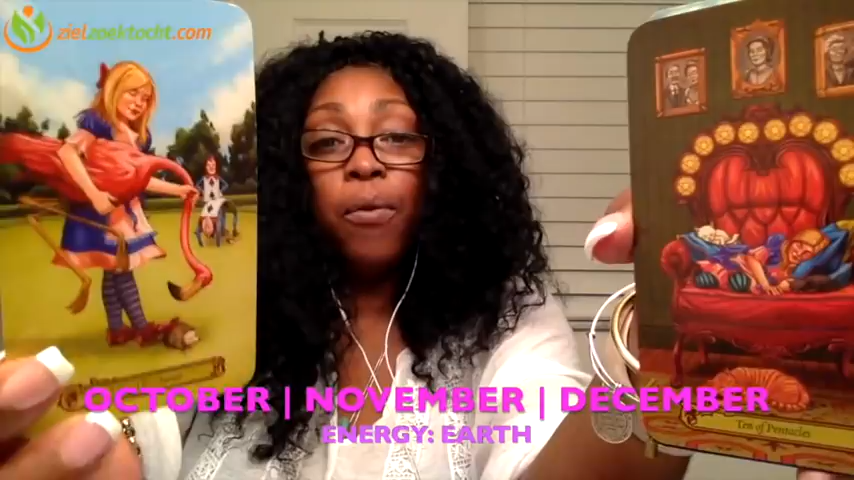 zielzoektocht.com
OCTOBER | NOVEMBER | DECEMBER
ENERGY: EARTH
Ten of Pentacles